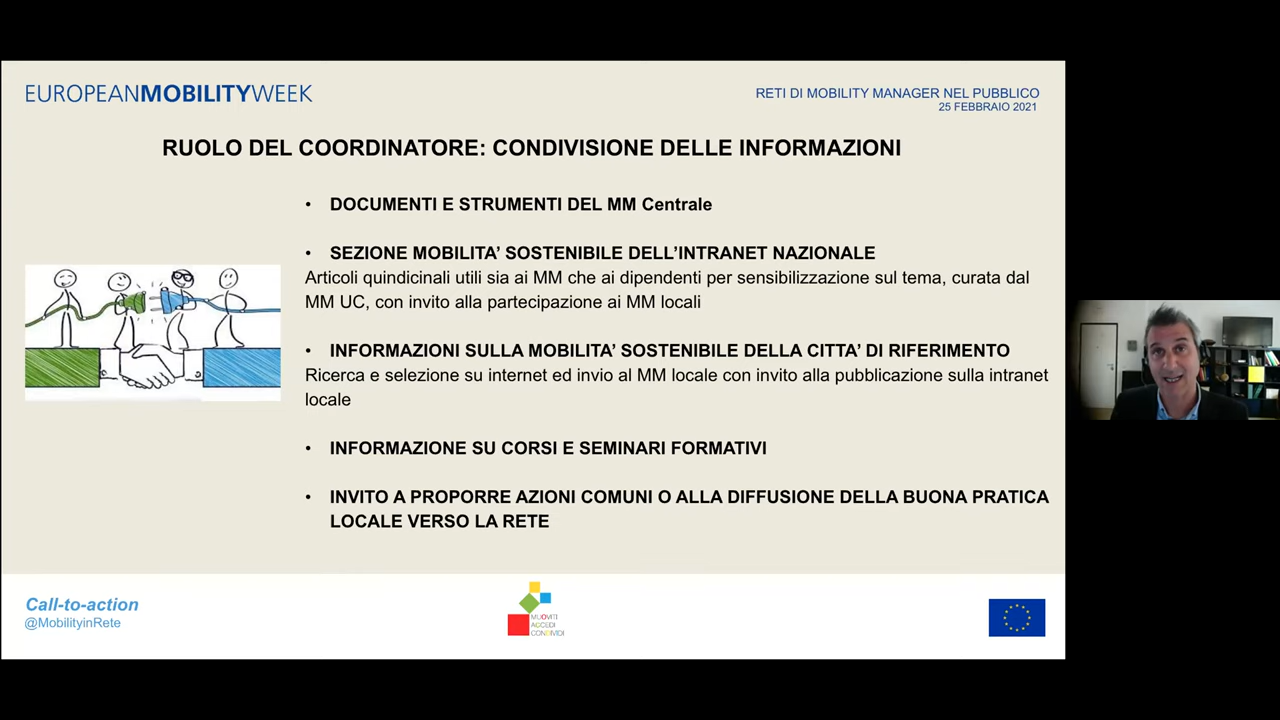 EUROPEANMOBILITYWEEK
RETI DI MOBILITY MANAGER NEL PUBBLICO
25 FEBBRAIO 2021
RUOLO DEL COORDINATORE: CONDIVISIONE DELLE INFORMAZIONI
• DOCUMENTI E STRUMENTI DEL MM Centrale
• SEZIONE MOBILITA’ SOSTENIBILE DELL’INTRANET NAZIONALE
Articoli quindicinali utili sia ai MM che ai dipendenti per sensibilizzazione sul tema, curata dal
MM UC, con invito alla partecipazione ai MM locali
• INFORMAZIONI SULLA MOBILITA’ SOSTENIBILE DELLA CITTA’ DI RIFERIMENTO
Ricerca e selezione su internet ed invio al MM locale con invito alla pubblicazione sulla intranet
locale
• INFORMAZIONE SU CORSI E SEMINARI FORMATIVI
• INVITO A PROPORRE AZIONI COMUNI O ALLA DIFFUSIONE DELLA BUONA PRATICA
LOCALE VERSO LA RETE
Call-to-action
@MobilityinRete
MUOVITI
ACCEDI
CONDIVIDI